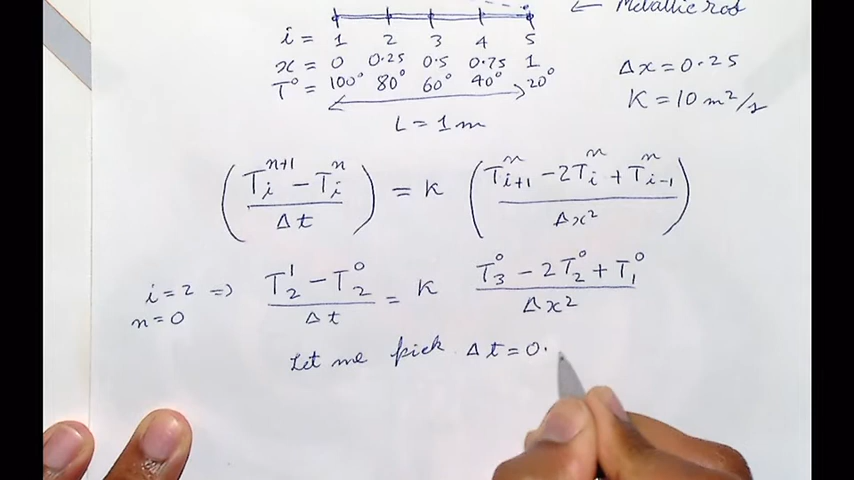 ← Metallic rod
i = 1 2 3 4 5
x = 0 0.25 0.5 0.75 1
T° = 100° 80° 60° 40° 20°
Δx = 0.25
K = 10 m²/s
L = 1m
(T_i^{n+1} - T_i^n / Δt) = K (T_{i+1}^n - 2T_i^n + T_{i-1}^n / Δx²)
i=2 n=0 ⇒ T_2^1 - T_2^0 / Δt = K T_3^0 - 2T_2^0 + T_1^0 / Δx²
Let me pick Δt = 0.